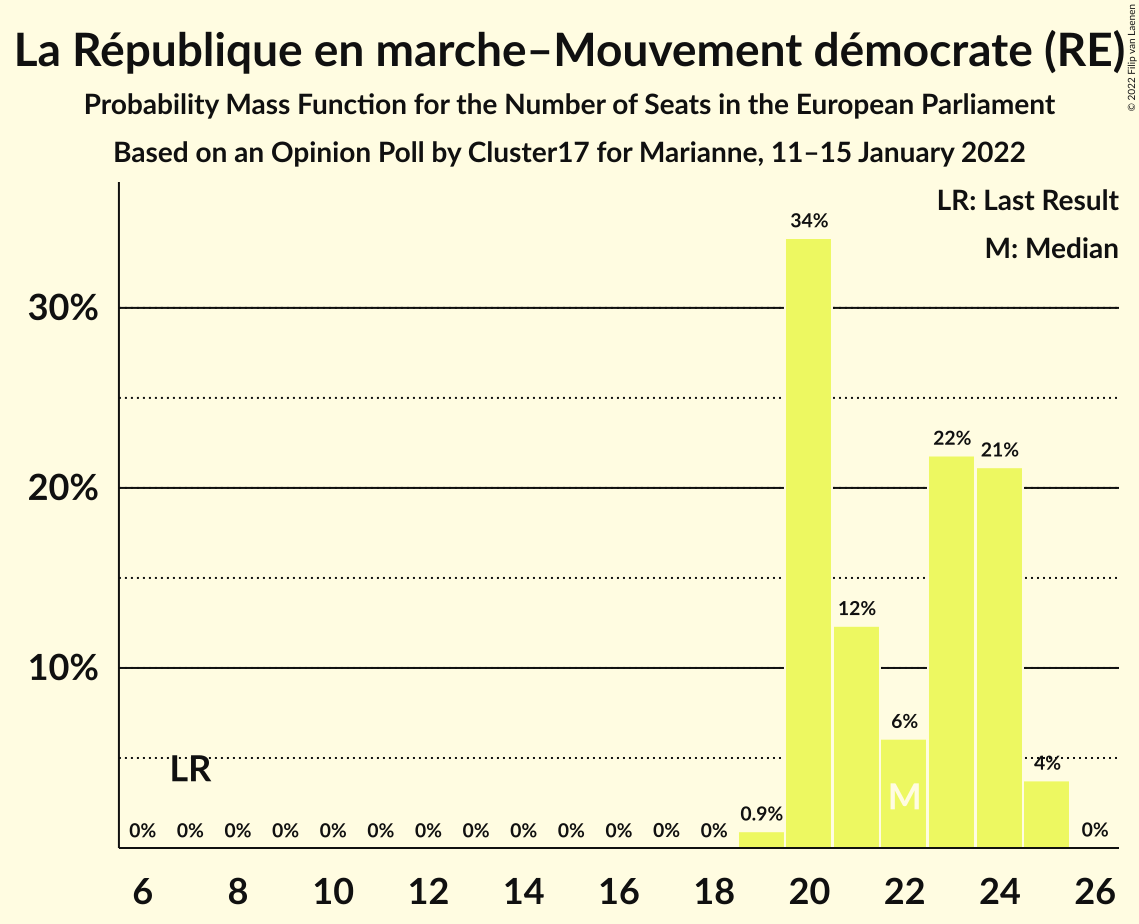 La République en marche–Mouvement démocrate (RE)
© 2022 Filip van Laenen
Probability Mass Function for the Number of Seats in the European Parliament
Based on an Opinion Poll by Cluster17 for Marianne, 11–15 January 2022
LR: Last Result
M: Median
34%
30%
22%
21%
20%
12%
10%
6%
4%
LR
M
0.9%
0% 0% 0% 0% 0% 0% 0% 0% 0% 0% 0% 0% 0% 0%
6 8 10 12 14 16 18 20 22 24 26